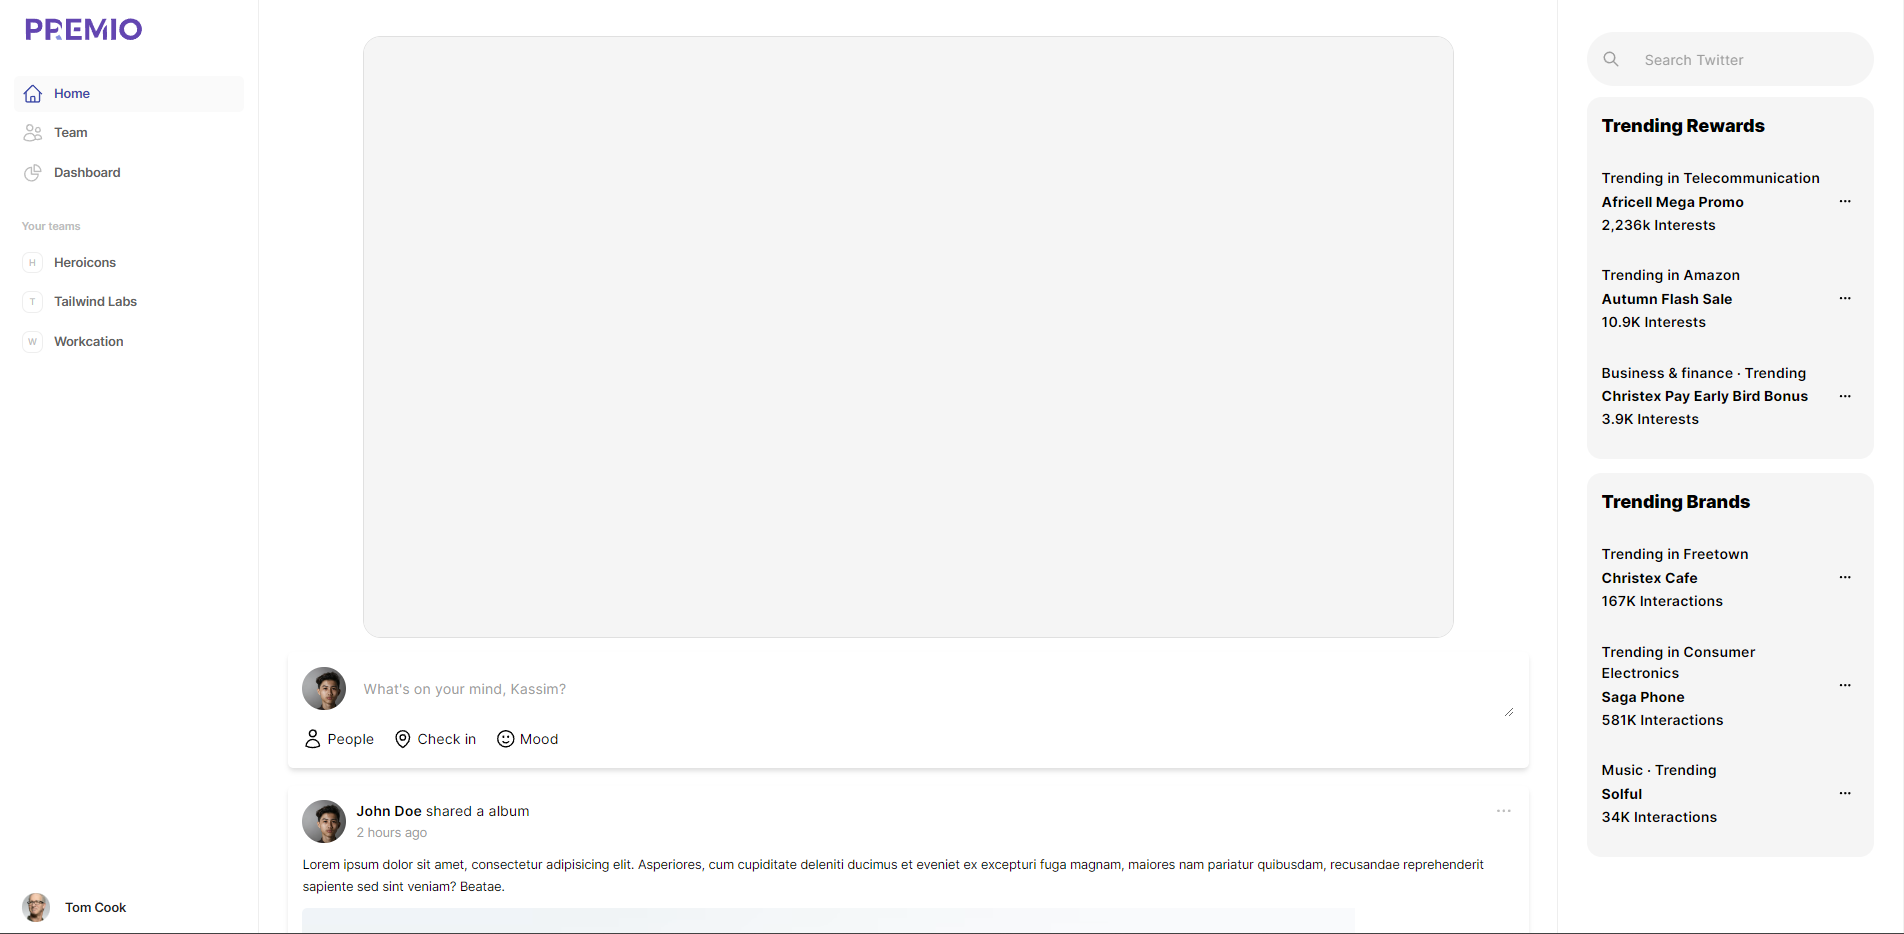 PREMIO
Home
Team
Dashboard
Your teams
H Heroicons
T Tailwind Labs
W Workcation
Tom Cook
What's on your mind, Kassim?
People Check in Mood
John Doe shared a album
2 hours ago
Lorem ipsum dolor sit amet, consectetur adipisicing elit. Asperiores, cum cupiditate deleniti ducimus et eveniet ex excepturi fuga magnam, maiores nam pariatur quibusdam, recusandae reprehenderit
sapiente sed sint veniam? Beatae.
Search Twitter
Trending Rewards
Trending in Telecommunication
Africell Mega Promo
2,236k Interests
Trending in Amazon
Autumn Flash Sale
10.9K Interests
Business & finance · Trending
Christex Pay Early Bird Bonus
3.9K Interests
Trending Brands
Trending in Freetown
Christex Cafe
167K Interactions
Trending in Consumer
Electronics
Saga Phone
581K Interactions
Music · Trending
Solful
34K Interactions